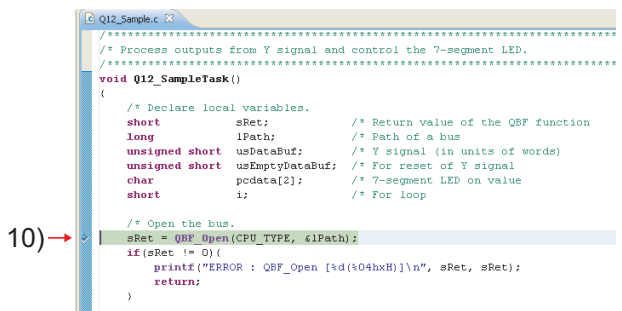 Q12_Sample.c
/*****************************************************************************
/* Process outputs from Y signal and control the 7-segment LED.
/*****************************************************************************
void Q12_SampleTask()
{
/* Declare local variables.
short sRet; /* Return value of the QBF function
long lPath; /* Path of a bus
unsigned short usDataBuf; /* Y signal (in units of words)
unsigned short usEmptyDataBuf; /* For reset of Y signal
char pcdata[2]; /* 7-segment LED on value
short i; /* For loop
/* Open the bus.
10) sRet = QBF_Open(CPU_TYPE, &lPath);
if(sRet != 0){
printf("ERROR : QBF_Open [%d(%04hxH)]\n", sRet, sRet);
return;
}